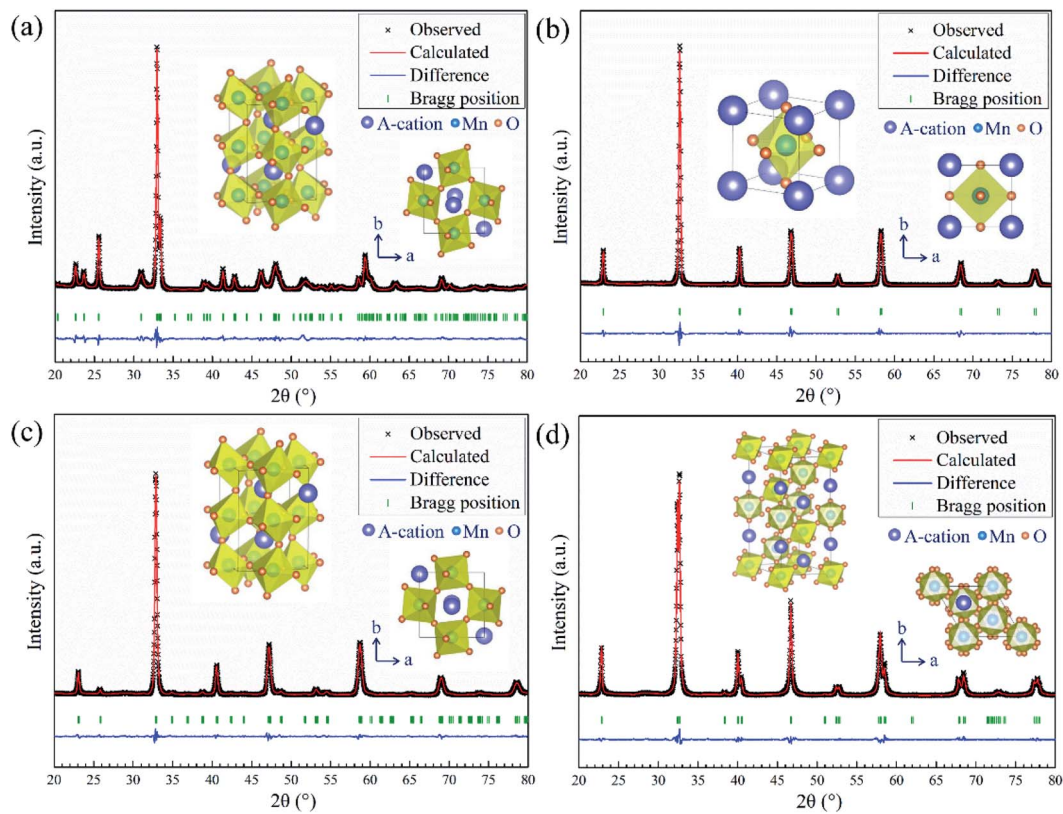 (a)
Observed
Calculated
Difference
Bragg position
A-cation Mn O
b
a
Intensity (a.u.)
20 25 30 35 40 45 50 55 60 65 70 75 80
2θ (°)
(b)
Observed
Calculated
Difference
Bragg position
A-cation Mn O
b
a
Intensity (a.u.)
20 25 30 35 40 45 50 55 60 65 70 75 80
2θ (°)
(c)
Observed
Calculated
Difference
Bragg position
A-cation Mn O
b
a
Intensity (a.u.)
20 25 30 35 40 45 50 55 60 65 70 75 80
2θ (°)
(d)
Observed
Calculated
Difference
Bragg position
A-cation Mn O
b
a
Intensity (a.u.)
20 25 30 35 40 45 50 55 60 65 70 75 80
2θ (°)